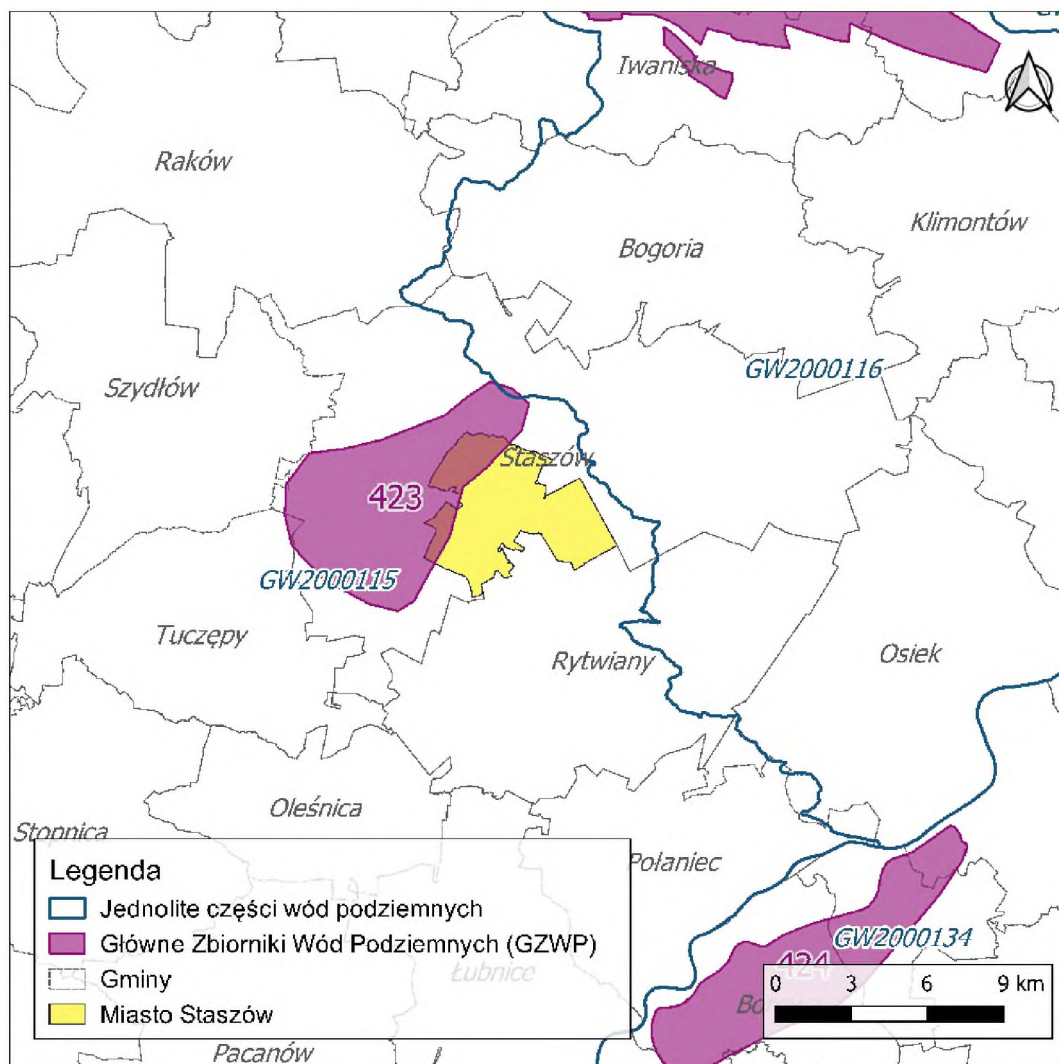 Iwaniska
Raków
Klimontów
Bogoria
GW2000116
Szydłów
Staszów
423
GW2000115
Tuczępy
Rytwiany
Osiek
Oleśnica
Stopnica
Połaniec
Legenda
Jednolite części wód podziemnych
Główne Zbiorniki Wód Podziemnych (GZWP)
Gminy
Miasto Staszów
GW2000134
424
Łubnice
0 3 6 9 km
Pacanów